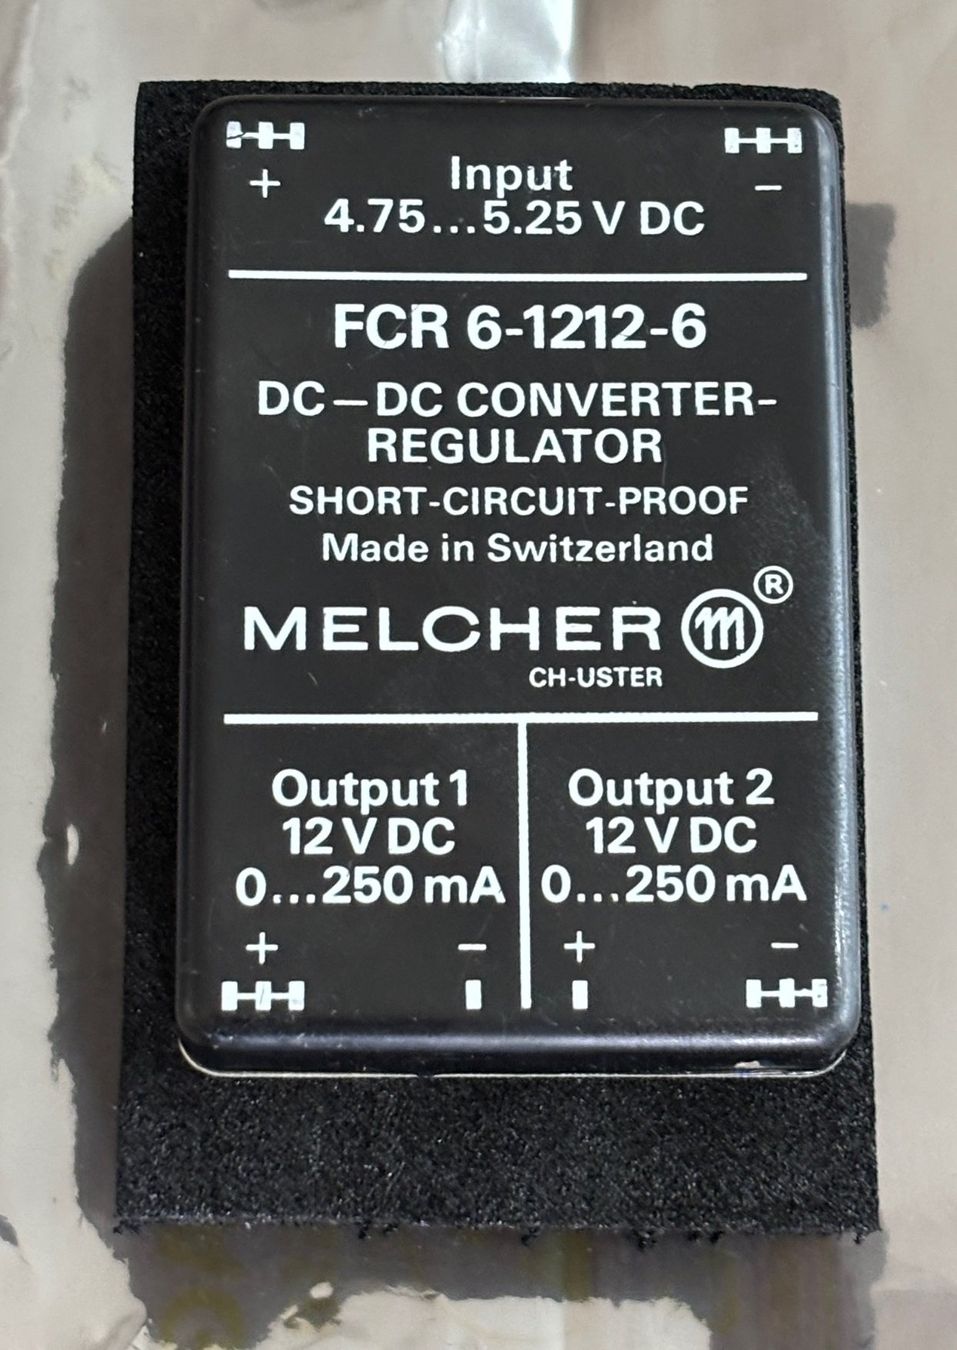 + Input −
4.75...5.25 V DC
FCR 6-1212-6
DC—DC CONVERTER-
REGULATOR
SHORT-CIRCUIT-PROOF
Made in Switzerland
MELCHER m ®
CH-USTER
Output 1
12 V DC
0...250 mA
+ −
Output 2
12 V DC
0...250 mA
+ −